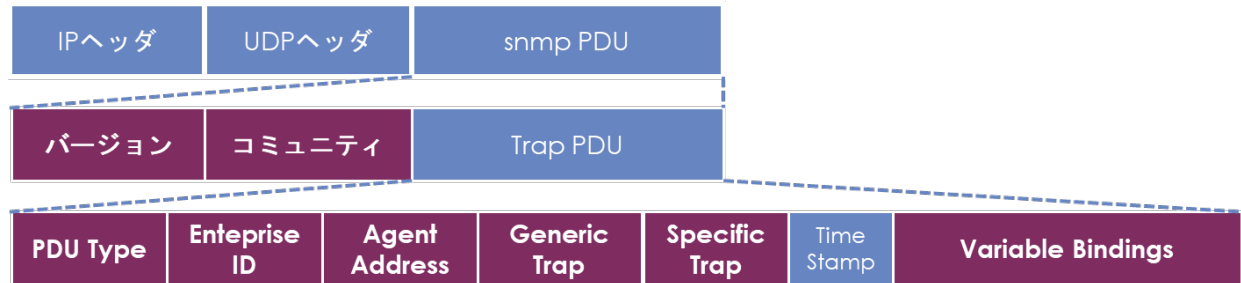 IPヘッダ UDPヘッダ snmp PDU
バージョン コミュニティ Trap PDU
PDU Type Enteprise ID Agent Address Generic Trap Specific Trap Time Stamp Variable Bindings